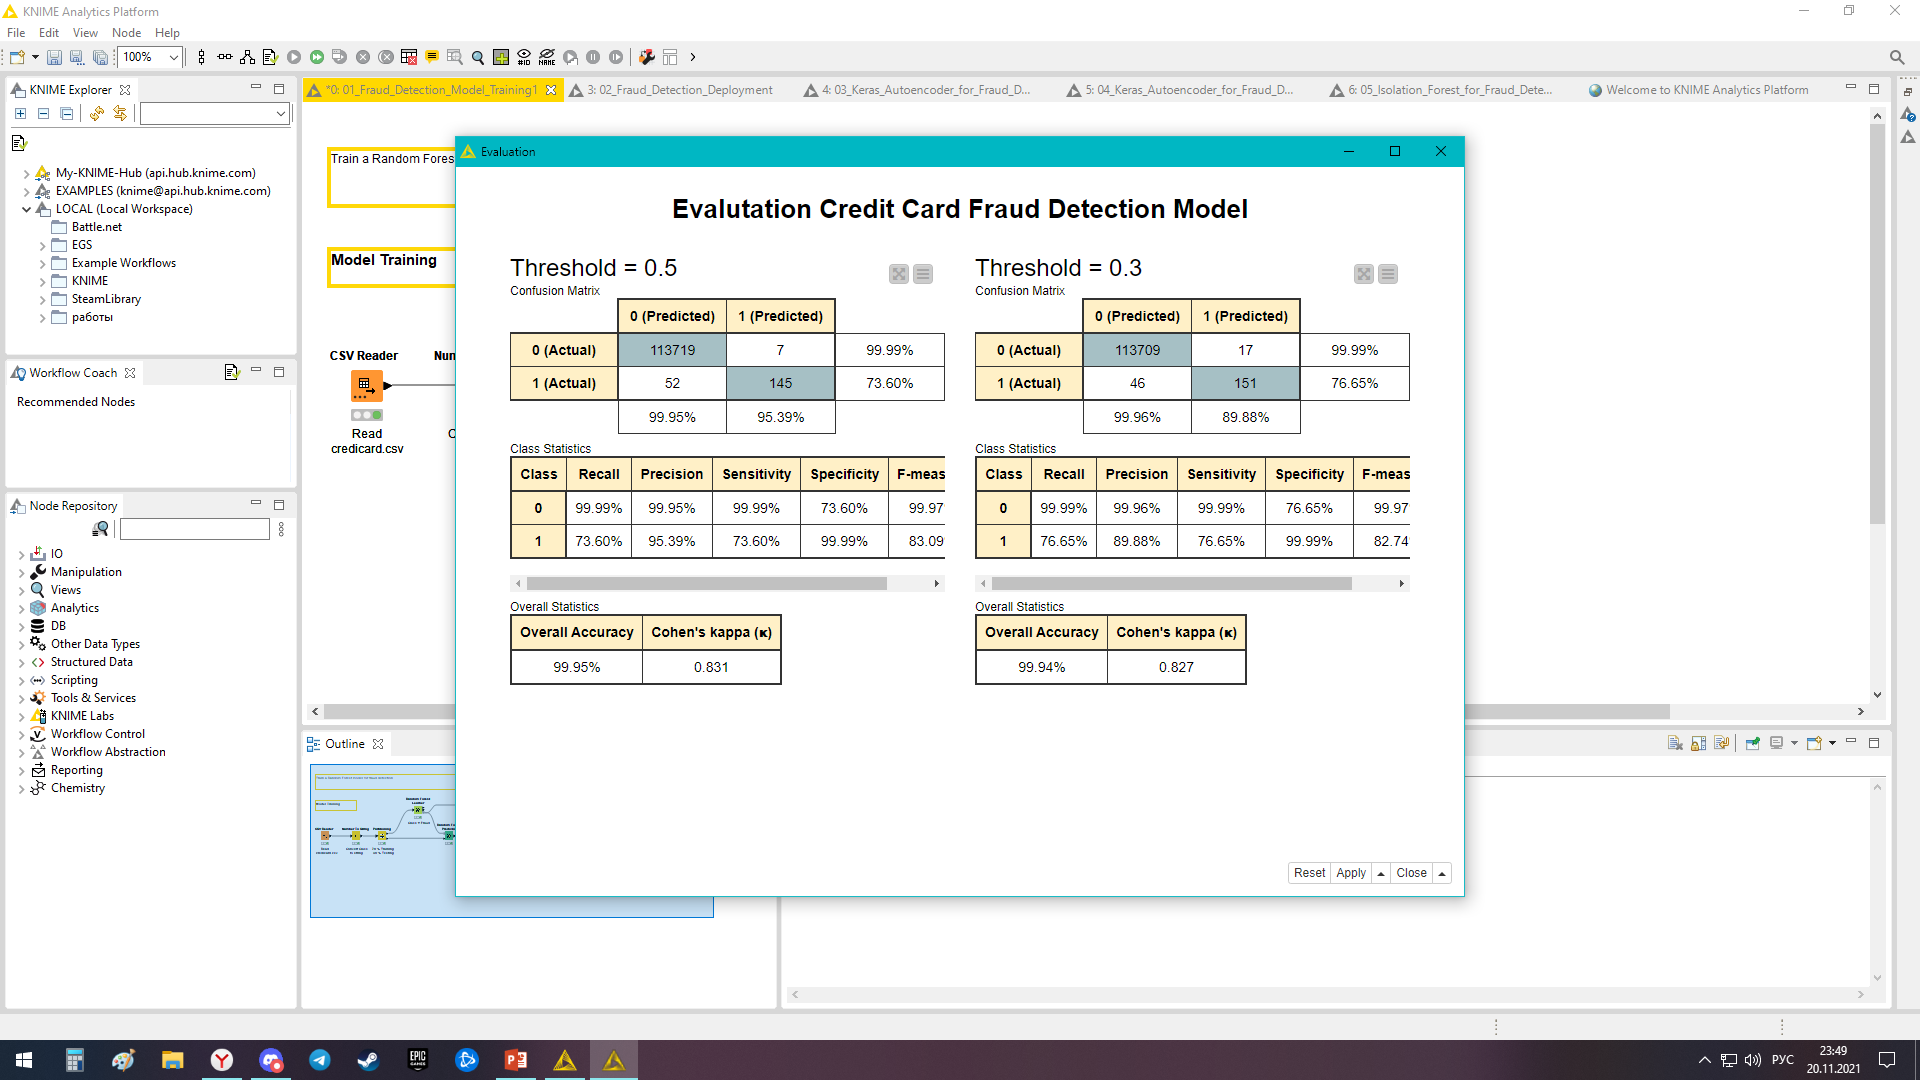 KNIME Analytics Platform
File Edit View Node Help
100%
KNIME Explorer
*0: 01_Fraud_Detection_Model_Training1
3: 02_Fraud_Detection_Deployment
4: 03_Keras_Autoencoder_for_Fraud_D...
5: 04_Keras_Autoencoder_for_Fraud_D...
6: 05_Isolation_Forest_for_Fraud_Dete...
Welcome to KNIME Analytics Platform
My-KNIME-Hub (api.hub.knime.com)
EXAMPLES (knime@api.hub.knime.com)
LOCAL (Local Workspace)
Battle.net
EGS
Example Workflows
KNIME
SteamLibrary
работы
Workflow Coach
Recommended Nodes
Node Repository
IO
Manipulation
Views
Analytics
DB
Other Data Types
Structured Data
Scripting
Tools & Services
KNIME Labs
Workflow Control
Workflow Abstraction
Reporting
Chemistry
Train a Random Fores
Model Training
CSV Reader
Num
Read
credicard.csv
C
Outline
Evaluation
Evalutation Credit Card Fraud Detection Model
Threshold = 0.5
Confusion Matrix
0 (Predicted) 1 (Predicted)
0 (Actual) 113719 7 99.99%
1 (Actual) 52 145 73.60%
99.95% 95.39%
Class Statistics
Class Recall Precision Sensitivity Specificity F-meas
0 99.99% 99.95% 99.99% 73.60% 99.97
1 73.60% 95.39% 73.60% 99.99% 83.09
Overall Statistics
Overall Accuracy Cohen's kappa (κ)
99.95% 0.831
Threshold = 0.3
Confusion Matrix
0 (Predicted) 1 (Predicted)
0 (Actual) 113709 17 99.99%
1 (Actual) 46 151 76.65%
99.96% 89.88%
Class Statistics
Class Recall Precision Sensitivity Specificity F-meas
0 99.99% 99.96% 99.99% 76.65% 99.97
1 76.65% 89.88% 76.65% 99.99% 82.74
Overall Statistics
Overall Accuracy Cohen's kappa (κ)
99.94% 0.827
Reset Apply Close
РУС
23:49
20.11.2021